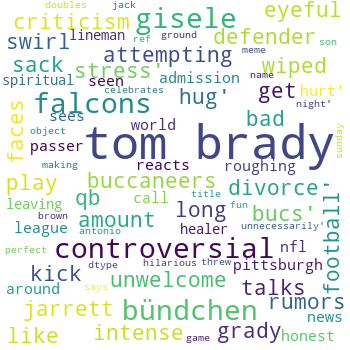 doubles jack gisele eyeful
criticism
lineman ref ground defender
swirl attempting meme
spiritual sack admission son
stress' wiped
faces falcons seen hug' get hurt'
celebrates name night'
object sees world bad
passer tom brady
making reacts roughing sunday
play buccaneers divorce-
qb call title
leaving amount long fun bucs'
league healer unnecessarily'
brown controversial nfl football
antonio
perfect dtype hilarious threw pittsburgh
kick unwelcome talks rumors
around
says bündchen news
jarrett
like intense grady honest
game